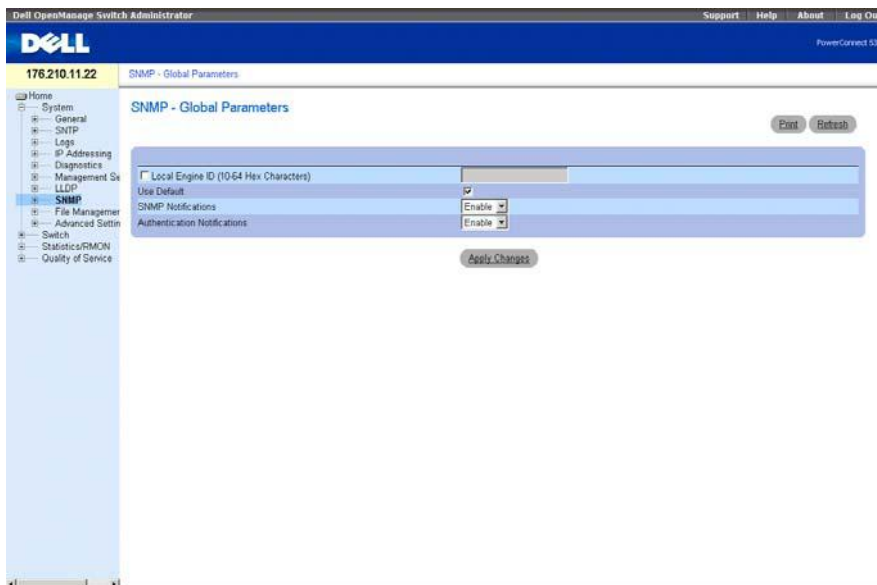 Dell OpenManage Switch Administrator
Support Help About Log Ou
DELL
PowerConnect 53
176.210.11.22
SNMP - Global Parameters
Home
System
General
SNTP
Logs
IP Addressing
Diagnostics
Management Se
LLDP
SNMP
File Managemer
Advanced Settin
Switch
Statistics/RMON
Quality of Service
SNMP - Global Parameters
Print Refresh
Local Engine ID (10-64 Hex Characters)
Use Default
SNMP Notifications Enable
Authentication Notifications Enable
Apply Changes